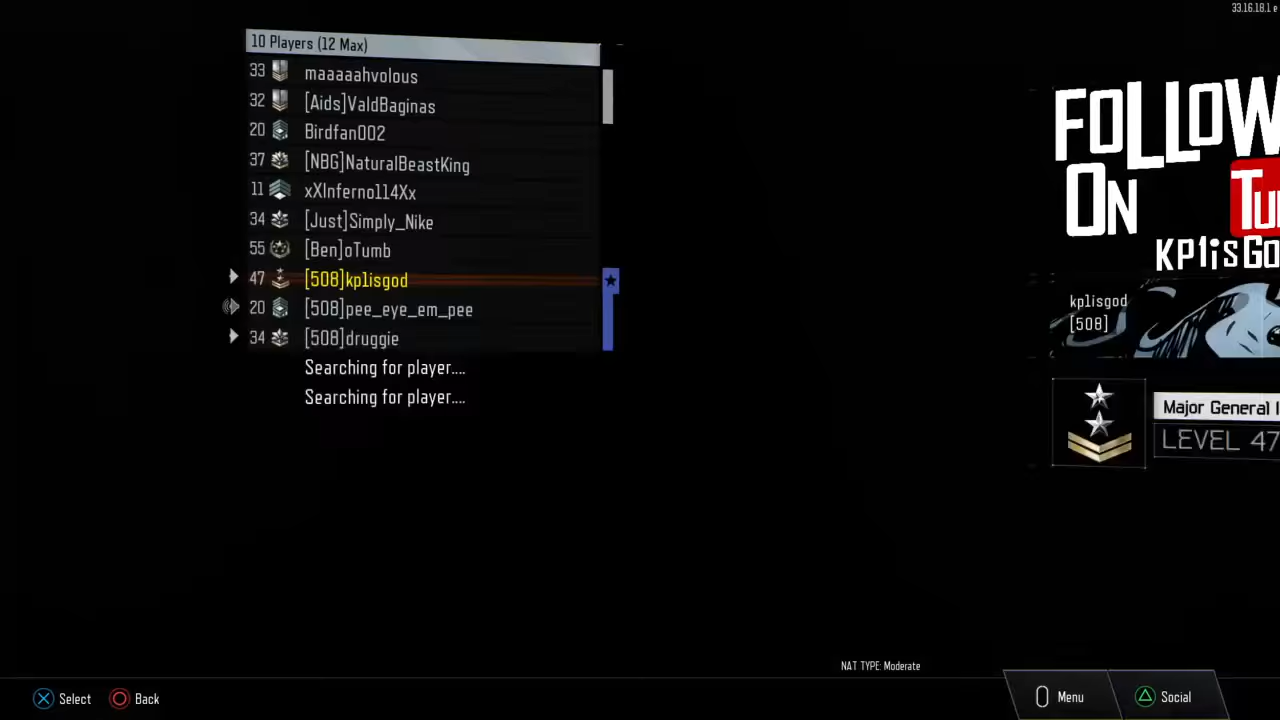 33.16.18.1 e
10 Players (12 Max)
33 maaaaahvolous
32 [Aids]ValdBaginas
20 Birdfan002
37 [NBG]NaturalBeastKing
11 xXInferno114Xx
34 [Just]Simply_Nike
55 [Ben]oTumb
47 [508]kp1isgod
20 [508]pee_eye_em_pee
34 [508]druggie
Searching for player....
Searching for player....
FOLLOW
ON Tu
KP1isGo
kp1isgod
[508]
Major General I
LEVEL 47
NAT TYPE: Moderate
Select Back Menu Social